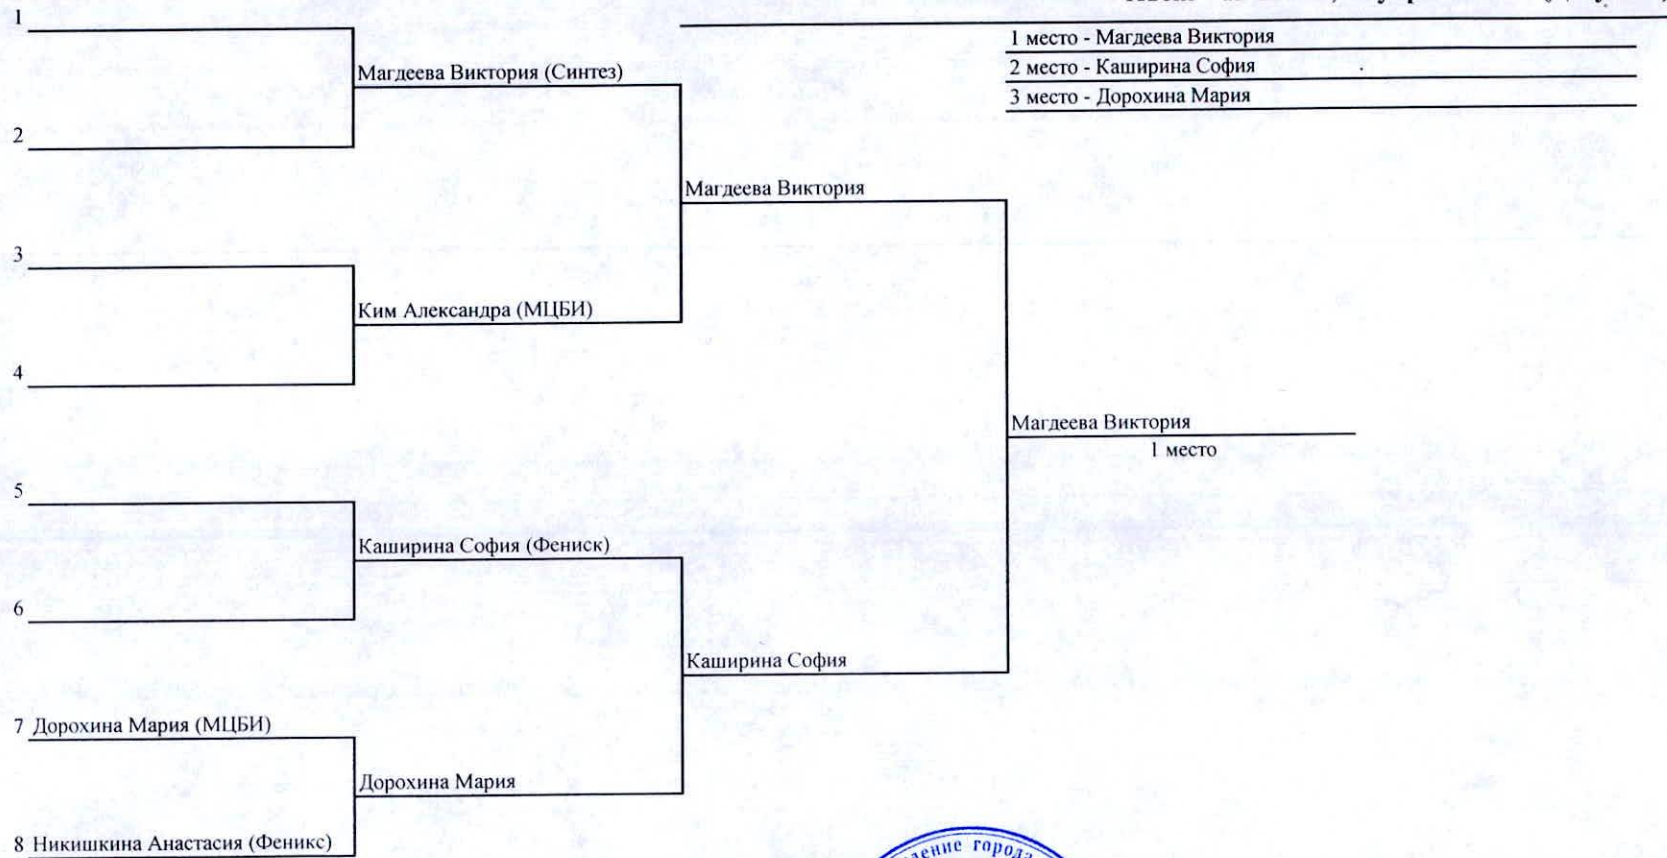 1
1 место - Магдеева Виктория
2 место - Каширина София
3 место - Дорохина Мария
Магдеева Виктория (Синтез)
2
Магдеева Виктория
3
Ким Александра (МЦБИ)
4
Магдеева Виктория
1 место
5
Каширина София (Фениск)
6
Каширина София
7 Дорохина Мария (МЦБИ)
Дорохина Мария
8 Никишкина Анастасия (Феникс)
города